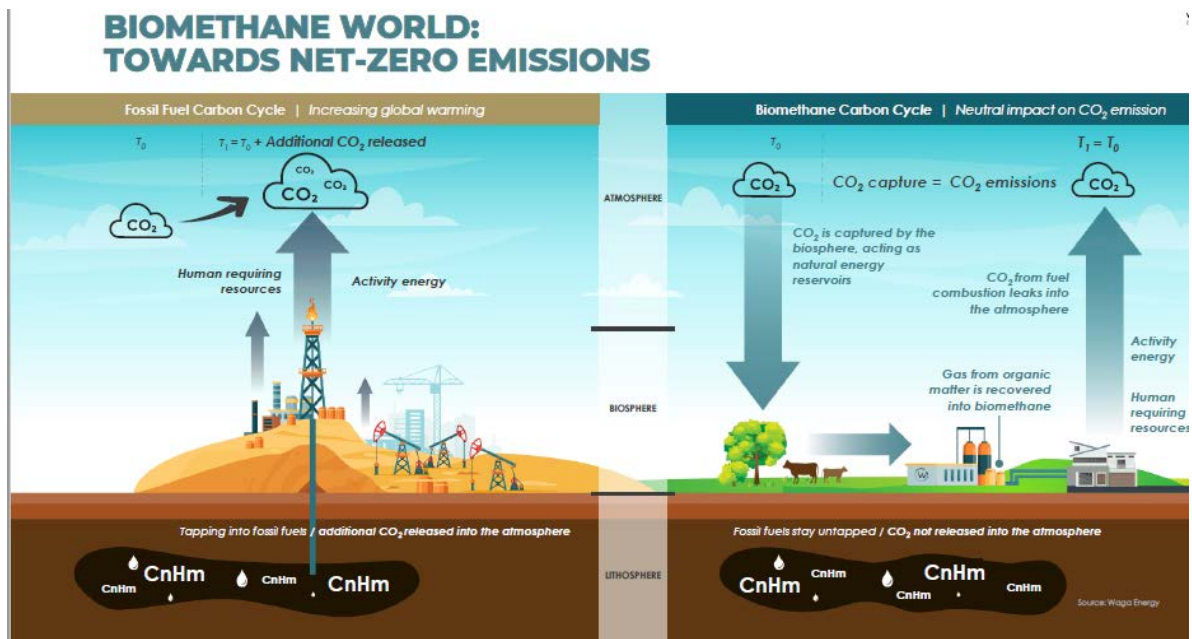 BIOMETHANE WORLD:
TOWARDS NET-ZERO EMISSIONS
Fossil Fuel Carbon Cycle | Increasing global warming
T₀
T₁ = T₀ + Additional CO₂ released
CO₂
CO₂
CO₂
CO₂
Human requiring
resources
Activity energy
Tapping into fossil fuels / additional CO₂ released into the atmosphere
CnHm
CnHm
CnHm
CnHm
ATMOSPHERE
BIOSPHERE
LITHOSPHERE
Biomethane Carbon Cycle | Neutral impact on CO₂ emission
T₀
T₁ = T₀
CO₂
CO₂ capture = CO₂ emissions
CO₂
CO₂ is captured by the
biosphere, acting as
natural energy
reservoirs
CO₂ from fuel
combustion leaks into
the atmosphere
Activity
energy
Gas from organic
matter is recovered
into biomethane
Human
requiring
resources
Fossil fuels stay untapped / CO₂ not released into the atmosphere
CnHm
CnHm
CnHm
CnHm
CnHm
Source: Waga Energy